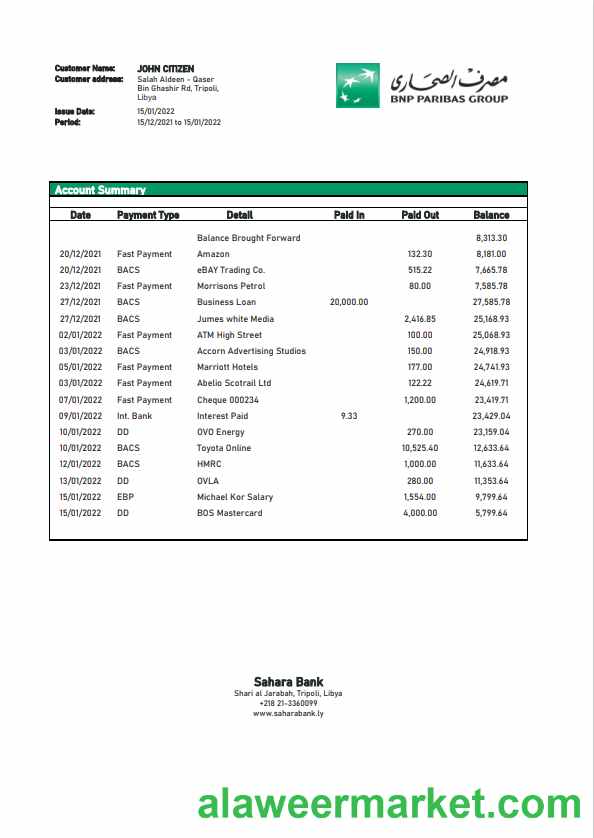 Customer Name: JOHN CITIZEN
Customer address: Salah Aldeen - Qaser
Bin Ghashir Rd, Tripoli,
Libya
Issue Date: 15/01/2022
Period: 15/12/2021 to 15/01/2022
مصرف الصحارى
BNP PARIBAS GROUP
Account Summary
Date Payment Type Detail Paid In Paid Out Balance
Balance Brought Forward 8,313.30
20/12/2021 Fast Payment Amazon 132.30 8,181.00
20/12/2021 BACS eBAY Trading Co. 515.22 7,665.78
23/12/2021 Fast Payment Morrisons Petrol 80.00 7,585.78
27/12/2021 BACS Business Loan 20,000.00 27,585.78
27/12/2021 BACS Jumes white Media 2,416.85 25,168.93
02/01/2022 Fast Payment ATM High Street 100.00 25,068.93
03/01/2022 BACS Accorn Advertising Studios 150.00 24,918.93
05/01/2022 Fast Payment Marriott Hotels 177.00 24,741.93
03/01/2022 Fast Payment Abelio Scotrail Ltd 122.22 24,619.71
07/01/2022 Fast Payment Cheque 000234 1,200.00 23,419.71
09/01/2022 Int. Bank Interest Paid 9.33 23,429.04
10/01/2022 DD OVO Energy 270.00 23,159.04
10/01/2022 BACS Toyota Online 10,525.40 12,633.64
12/01/2022 BACS HMRC 1,000.00 11,633.64
13/01/2022 DD OVLA 280.00 11,353.64
15/01/2022 EBP Michael Kor Salary 1,554.00 9,799.64
15/01/2022 DD BOS Mastercard 4,000.00 5,799.64
Sahara Bank
Shari al Jarabah, Tripoli, Libya
+218 21-3360099
www.saharabank.ly
alaweermarket.com